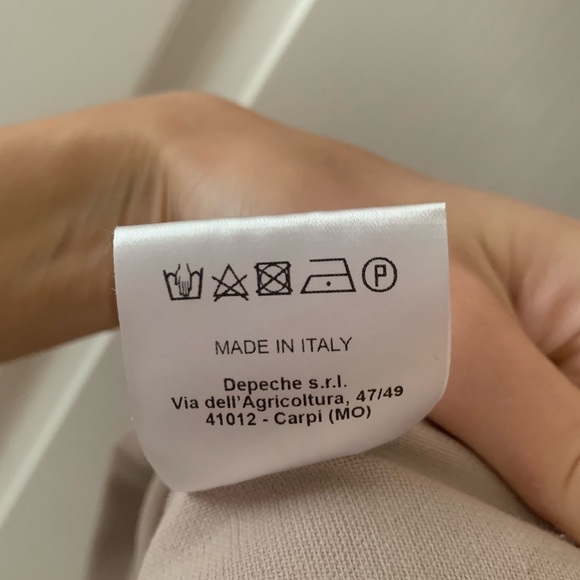 P
MADE IN ITALY
Depeche s.r.l.
Via dell'Agricoltura, 47/49
41012 - Carpi (MO)